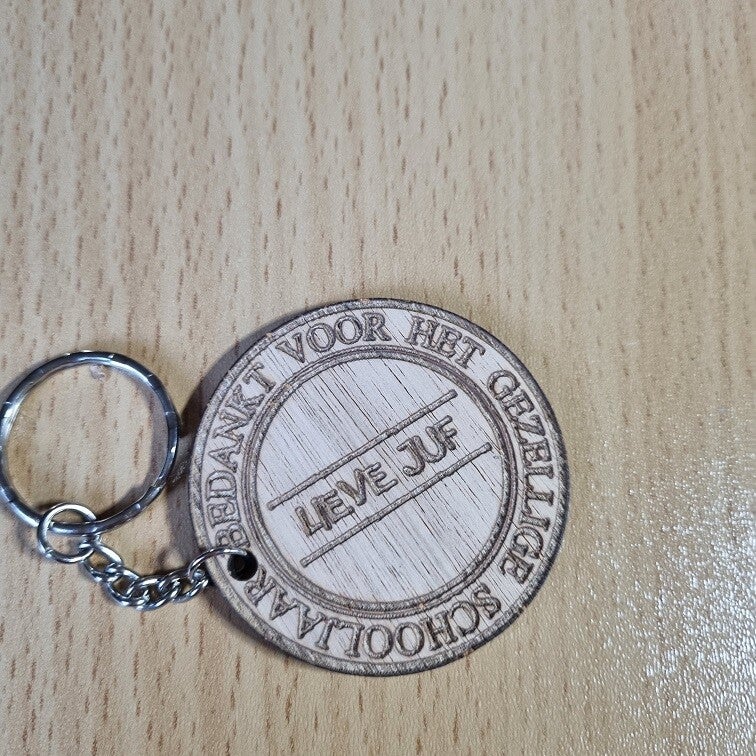 BEDANKT VOOR HET GEZELLIGE SCHOOLJAAR
LIEVE JUF